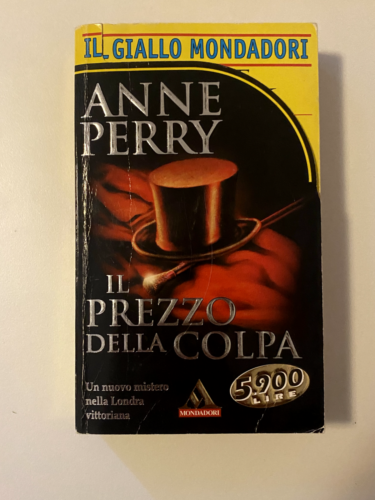 IL GIALLO MONDADORI
ANNE
PERRY
IL
PREZZO
DELLA COLPA
Un nuovo mistero
nella Londra
vittoriana
MONDADORI
5.900
LIRE